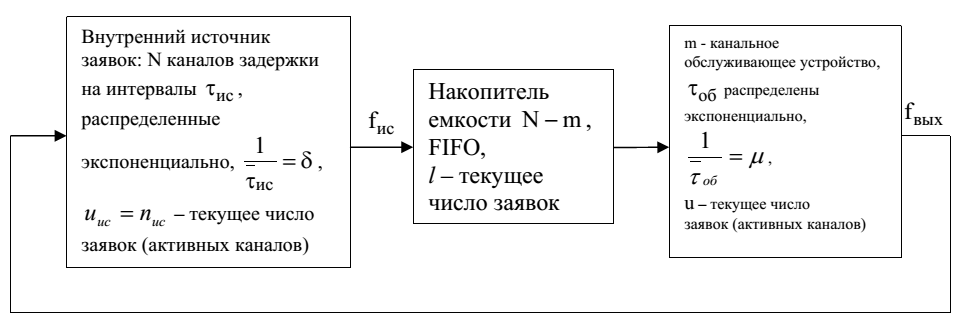 Внутренний источник
заявок: N каналов задержки
на интервалы τис ,
распределенные
экспоненциально, 1/τ̄ис = δ ,
uис = nис – текущее число
заявок (активных каналов)
fис
Накопитель
емкости N – m ,
FIFO,
l – текущее
число заявок
m - канальное
обслуживающее устройство,
τоб распределены
экспоненциально,
1/τ̄об = μ ,
u – текущее число
заявок (активных каналов)
fвых